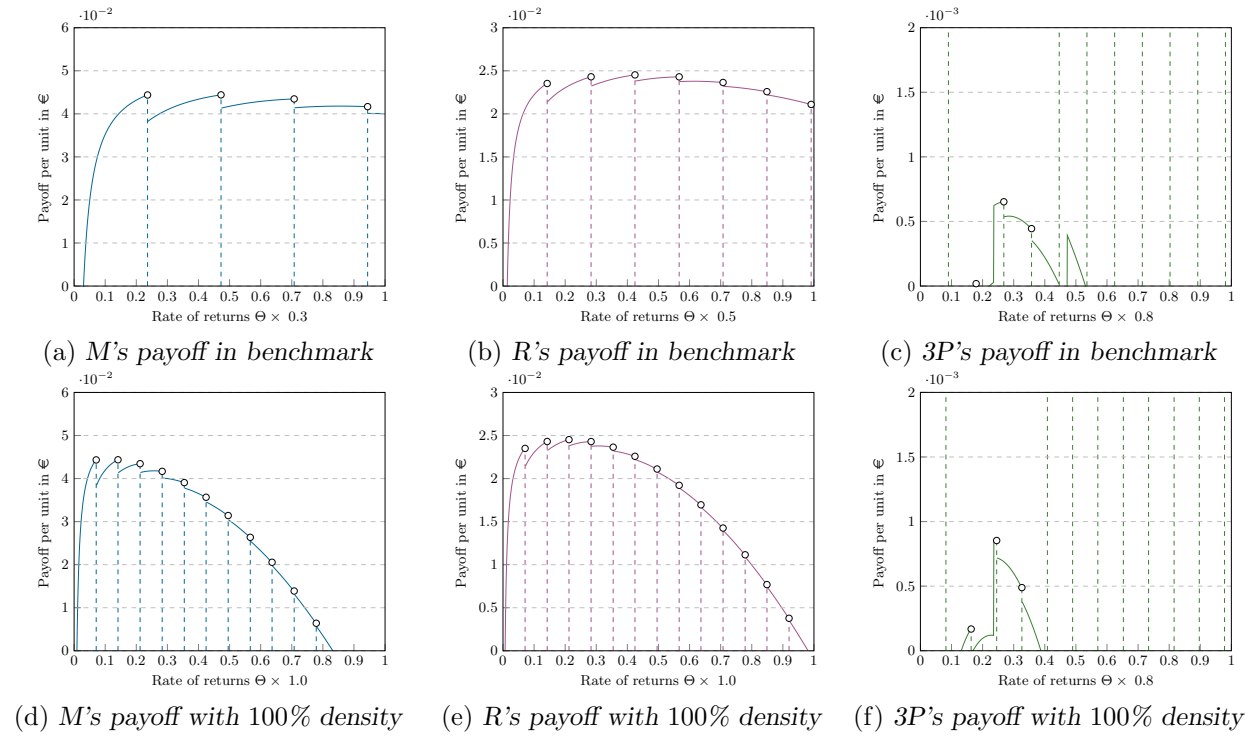 ·10⁻² ·10⁻² ·10⁻³
6 3 2
5 2.5
4 2 1.5
3 1.5 1
2 1 0.5
1 0.5
0 0 0
Payoff per unit in € Payoff per unit in € Payoff per unit in €
0 0.1 0.2 0.3 0.4 0.5 0.6 0.7 0.8 0.9 1 0 0.1 0.2 0.3 0.4 0.5 0.6 0.7 0.8 0.9 1 0 0.1 0.2 0.3 0.4 0.5 0.6 0.7 0.8 0.9 1
Rate of returns Θ × 0.3 Rate of returns Θ × 0.5 Rate of returns Θ × 0.8
(a) M's payoff in benchmark (b) R's payoff in benchmark (c) 3P's payoff in benchmark
·10⁻² ·10⁻² ·10⁻³
6 3 2
5 2.5
4 2 1.5
3 1.5 1
2 1 0.5
1 0.5
0 0 0
Payoff per unit in € Payoff per unit in € Payoff per unit in €
0 0.1 0.2 0.3 0.4 0.5 0.6 0.7 0.8 0.9 1 0 0.1 0.2 0.3 0.4 0.5 0.6 0.7 0.8 0.9 1 0 0.1 0.2 0.3 0.4 0.5 0.6 0.7 0.8 0.9 1
Rate of returns Θ × 1.0 Rate of returns Θ × 1.0 Rate of returns Θ × 0.8
(d) M's payoff with 100% density (e) R's payoff with 100% density (f) 3P's payoff with 100% density